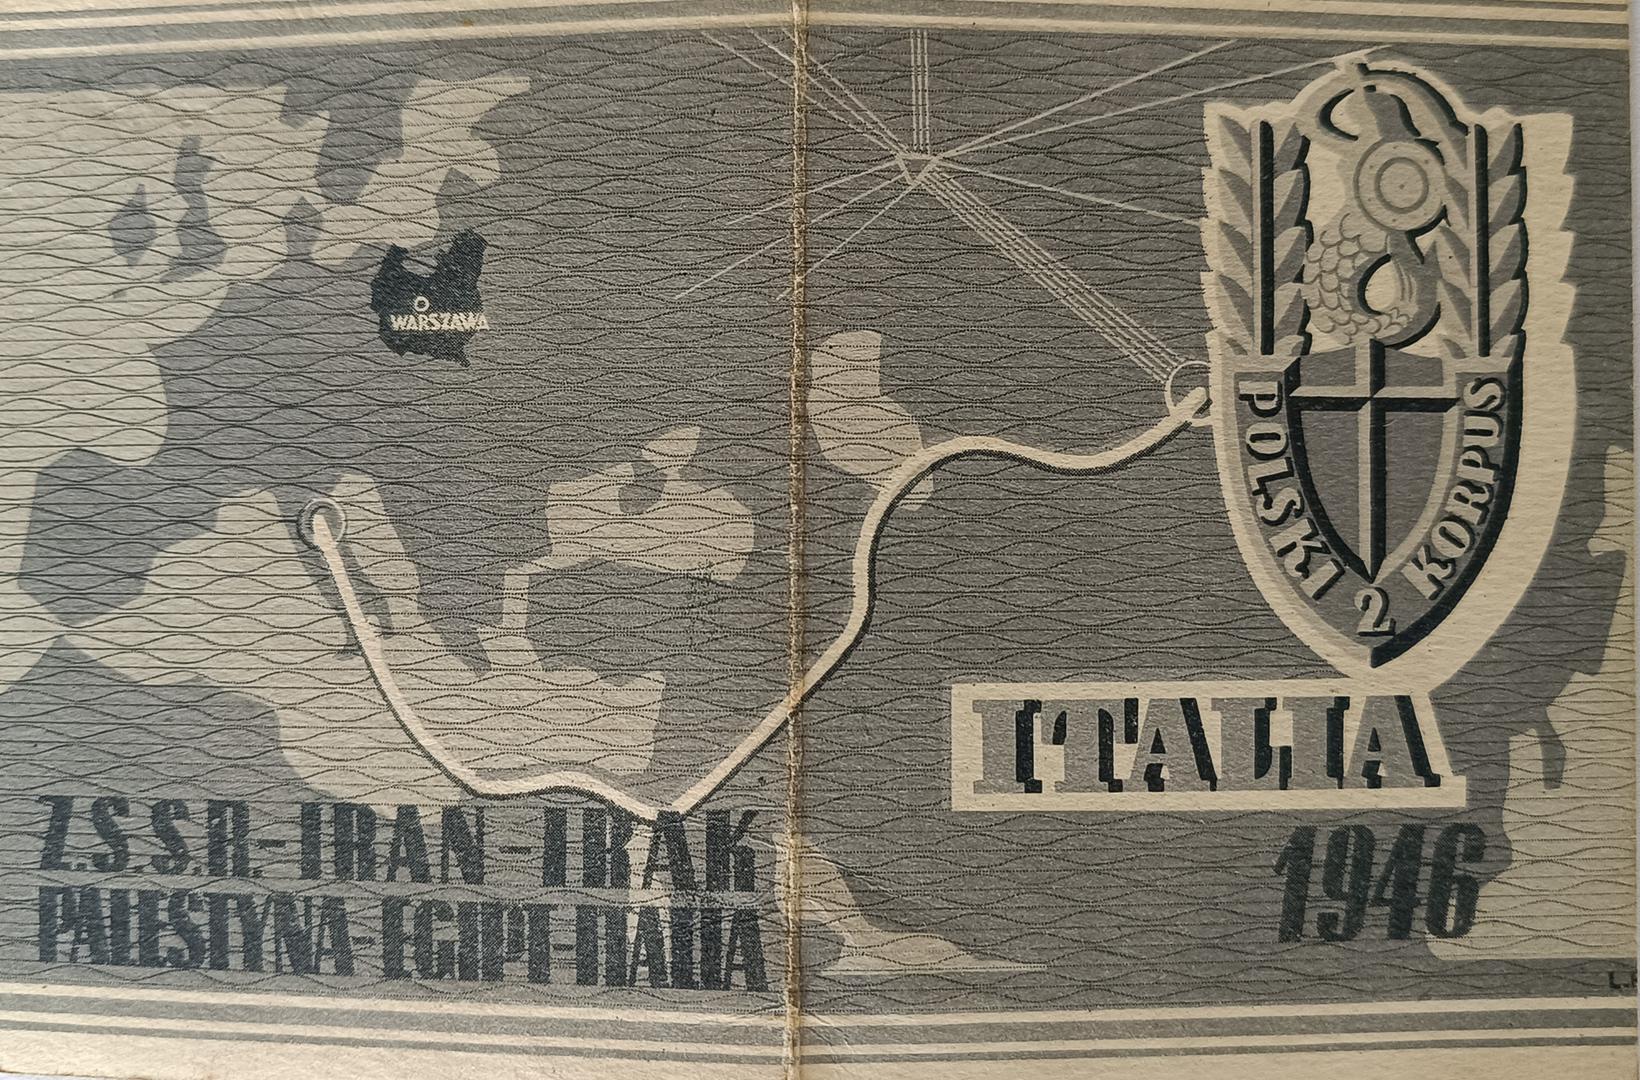 WARSZAWA
Z.S.S.R.-IRAN-IRAK
PALESTYNA-EGIPT-ITALIA
POLSKI 2 KORPUS
ITALIA
1946